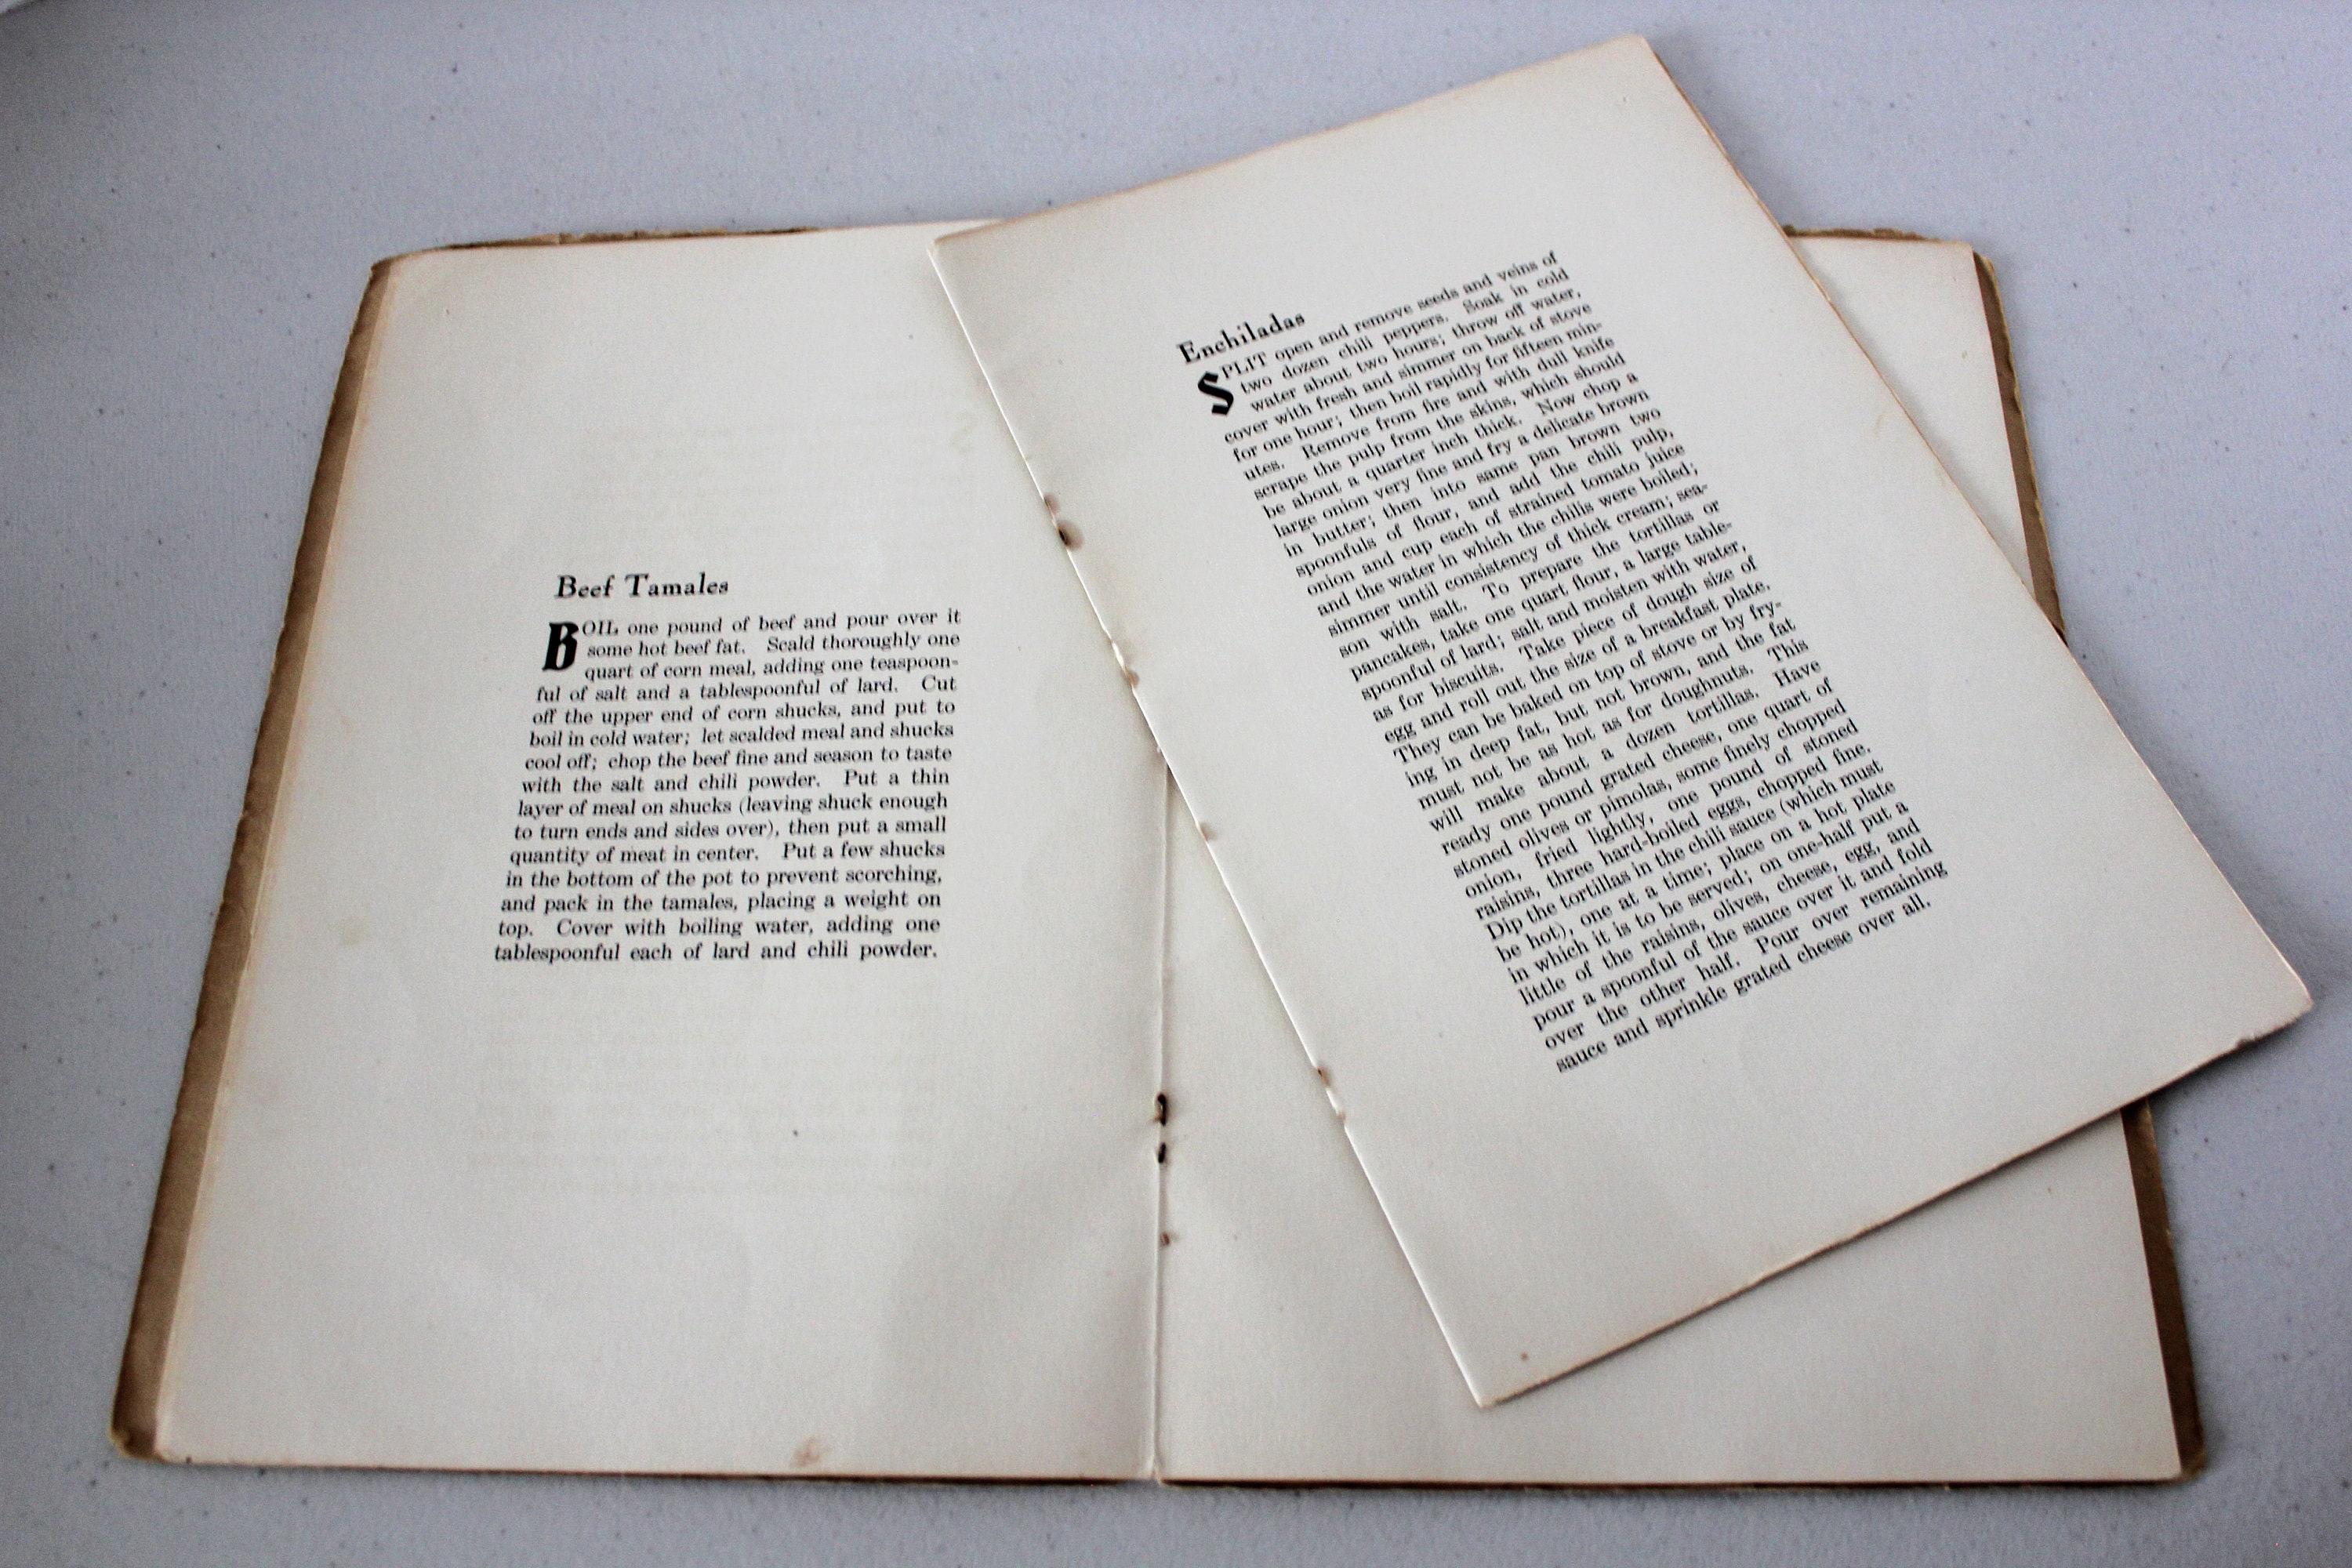 Beef Tamales
BOIL one pound of beef and pour over it
some hot beef fat. Scald thoroughly one
quart of corn meal, adding one teaspoon-
ful of salt and a tablespoonful of lard. Cut
off the upper end of corn shucks, and put to
boil in cold water; let scalded meal and shucks
cool off; chop the beef fine and season to taste
with the salt and chili powder. Put a thin
layer of meal on shucks (leaving shuck enough
to turn ends and sides over), then put a small
quantity of meat in center. Put a few shucks
in the bottom of the pot to prevent scorching,
and pack in the tamales, placing a weight on
top. Cover with boiling water, adding one
tablespoonful each of lard and chili powder.
Enchiladas
SPLIT open and remove seeds and veins of
two dozen chili peppers. Soak in cold
water about two hours; throw off water,
cover with fresh and simmer on back of stove
for one hour; then boil rapidly for fifteen min-
utes. Remove from fire and with dull knife
scrape the pulp from the skins, which should
be about a quarter inch thick. Now chop a
large onion very fine and fry a delicate brown
in butter; then into same pan brown two
spoonfuls of flour, and add the chili pulp,
onion and cup each of strained tomato juice
and the water in which the chilis were boiled;
simmer until consistency of thick cream; sea-
son with salt. To prepare the tortillas or
pancakes, take one quart flour, a large table-
spoonful of lard; salt and moisten with water,
as for biscuits. Take piece of dough size of
egg and roll out the size of a breakfast plate.
They can be baked on top of stove or by fry-
ing in deep fat, but not brown, and the fat
must not be as hot as for doughnuts. This
will make about a dozen tortillas. Have
ready one pound grated cheese, one quart of
stoned olives or pimolas, some finely chopped
onion, fried lightly, one pound of stoned
raisins, three hard-boiled eggs, chopped fine.
Dip the tortillas in the chili sauce (which must
be hot), one at a time; place on a hot plate
in which it is to be served; on one-half put a
little of the raisins, olives, cheese, egg, and
pour a spoonful of the sauce over it and fold
over the other half. Pour over remaining
sauce and sprinkle grated cheese over all.